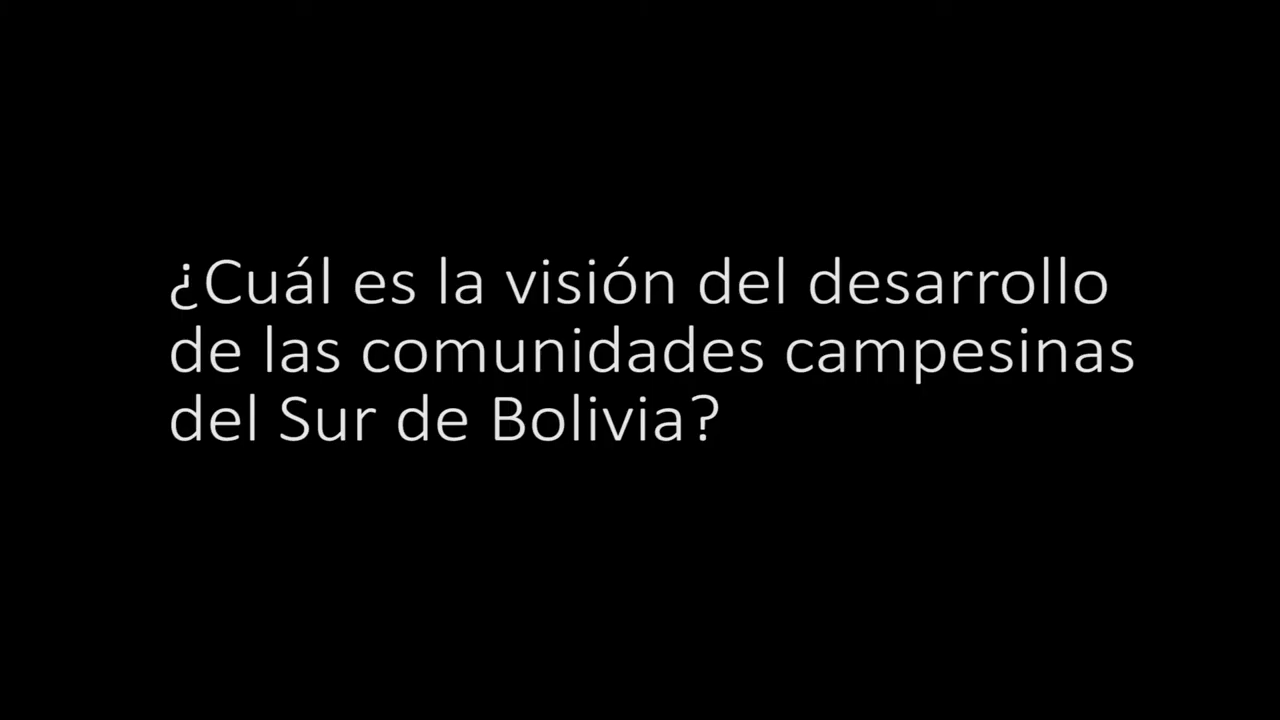 ¿Cuál es la visión del desarrollo
de las comunidades campesinas
del Sur de Bolivia?